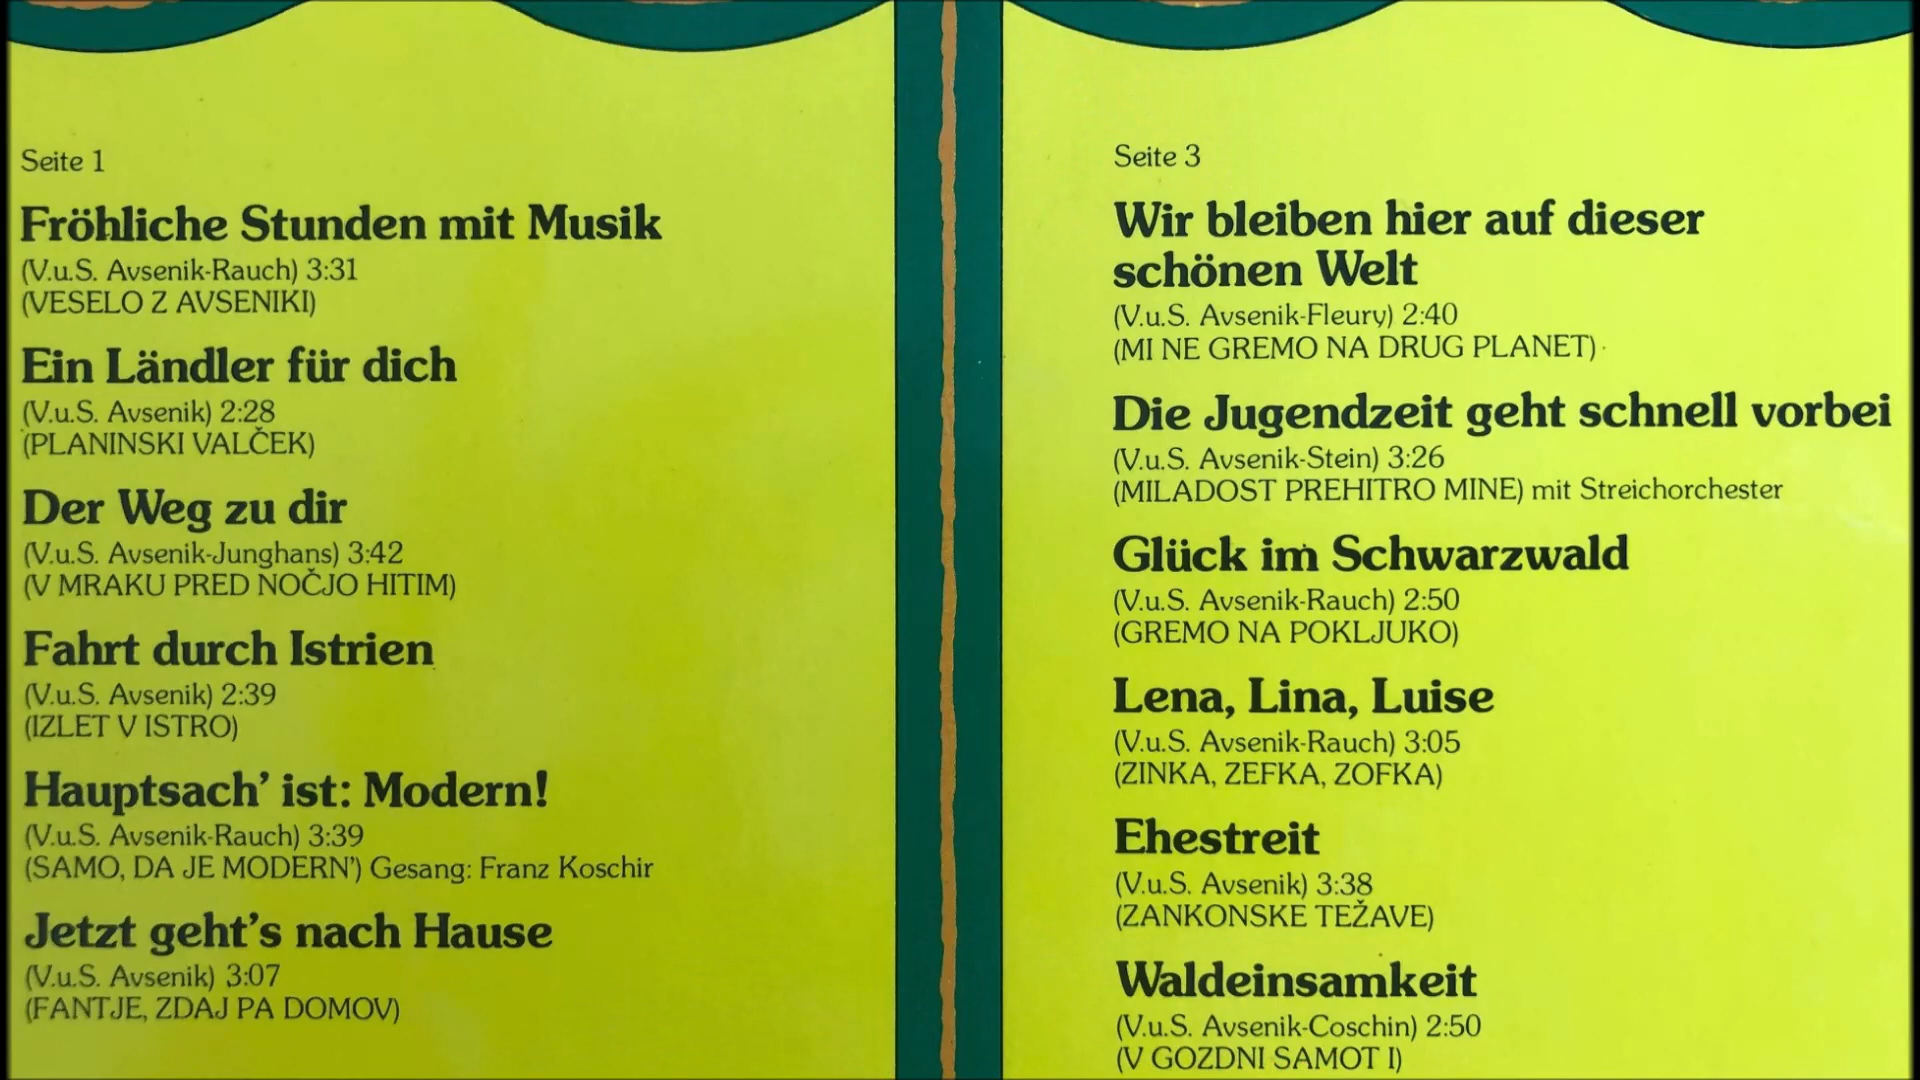 Seite 1
Fröhliche Stunden mit Musik
(V.u.S. Avsenik-Rauch) 3:31
(VESELO Z AVSENIKI)
Ein Ländler für dich
(V.u.S. Avsenik) 2:28
(PLANINSKI VALČEK)
Der Weg zu dir
(V.u.S. Avsenik-Junghans) 3:42
(V MRAKU PRED NOČJO HITIM)
Fahrt durch Istrien
(V.u.S. Avsenik) 2:39
(IZLET V ISTRO)
Hauptsach' ist: Modern!
(V.u.S. Avsenik-Rauch) 3:39
(SAMO, DA JE MODERN') Gesang: Franz Koschir
Jetzt geht's nach Hause
(V.u.S. Avsenik) 3:07
(FANTJE, ZDAJ PA DOMOV)
Seite 3
Wir bleiben hier auf dieser
schönen Welt
(V.u.S. Avsenik-Fleury) 2:40
(MI NE GREMO NA DRUG PLANET)
Die Jugendzeit geht schnell vorbei
(V.u.S. Avsenik-Stein) 3:26
(MILADOST PREHITRO MINE) mit Streichorchester
Glück im Schwarzwald
(V.u.S. Avsenik-Rauch) 2:50
(GREMO NA POKLJUKO)
Lena, Lina, Luise
(V.u.S. Avsenik-Rauch) 3:05
(ZINKA, ZEFKA, ZOFKA)
Ehestreit
(V.u.S. Avsenik) 3:38
(ZANKONSKE TEŽAVE)
Waldeinsamkeit
(V.u.S. Avsenik-Coschin) 2:50
(V GOZDNI SAMOT I)